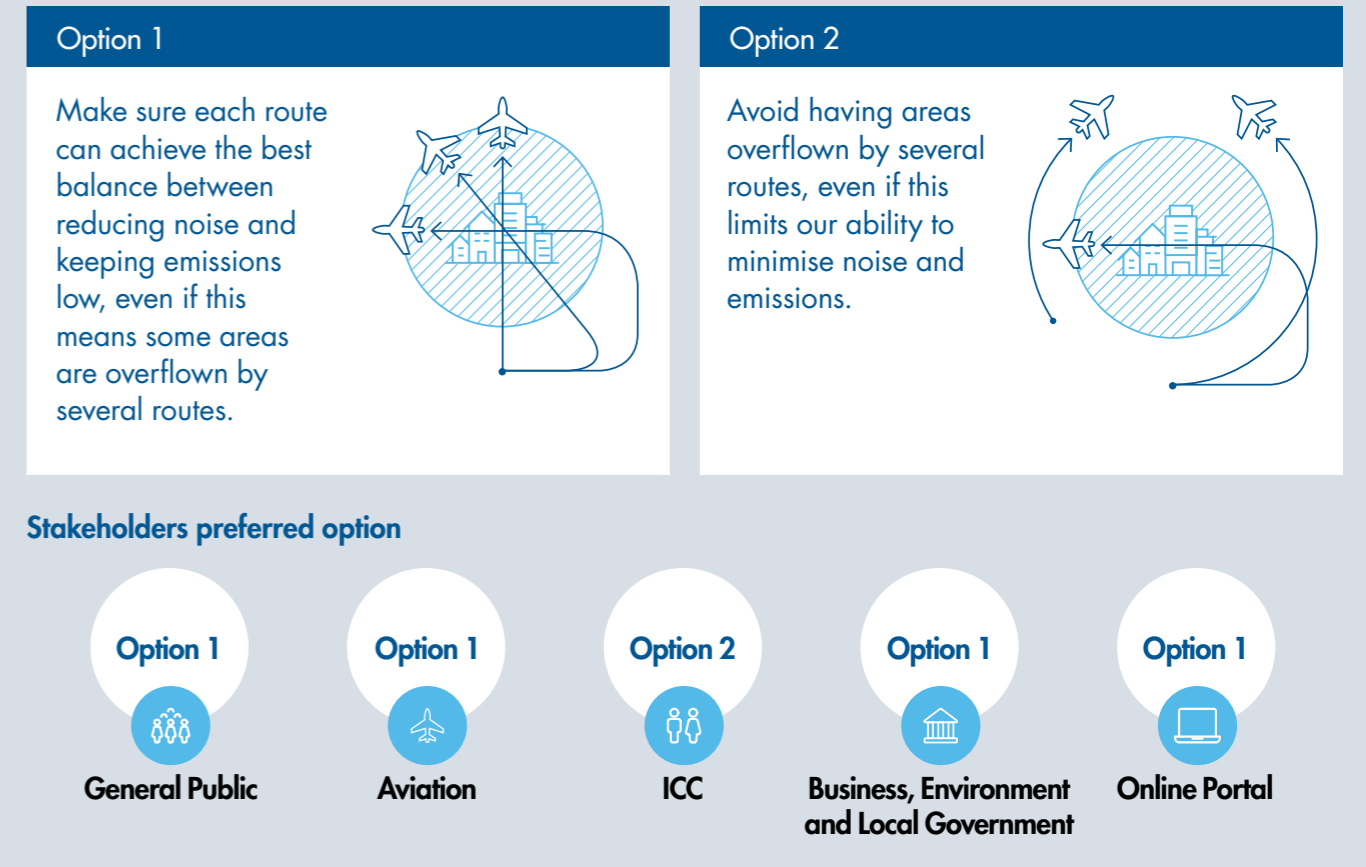 Option 1
Make sure each route
can achieve the best
balance between
reducing noise and
keeping emissions
low, even if this
means some areas
are overflown by
several routes.
Option 2
Avoid having areas
overflown by several
routes, even if this
limits our ability to
minimise noise and
emissions.
Stakeholders preferred option
Option 1
General Public
Option 1
Aviation
Option 2
ICC
Option 1
Business, Environment
and Local Government
Option 1
Online Portal